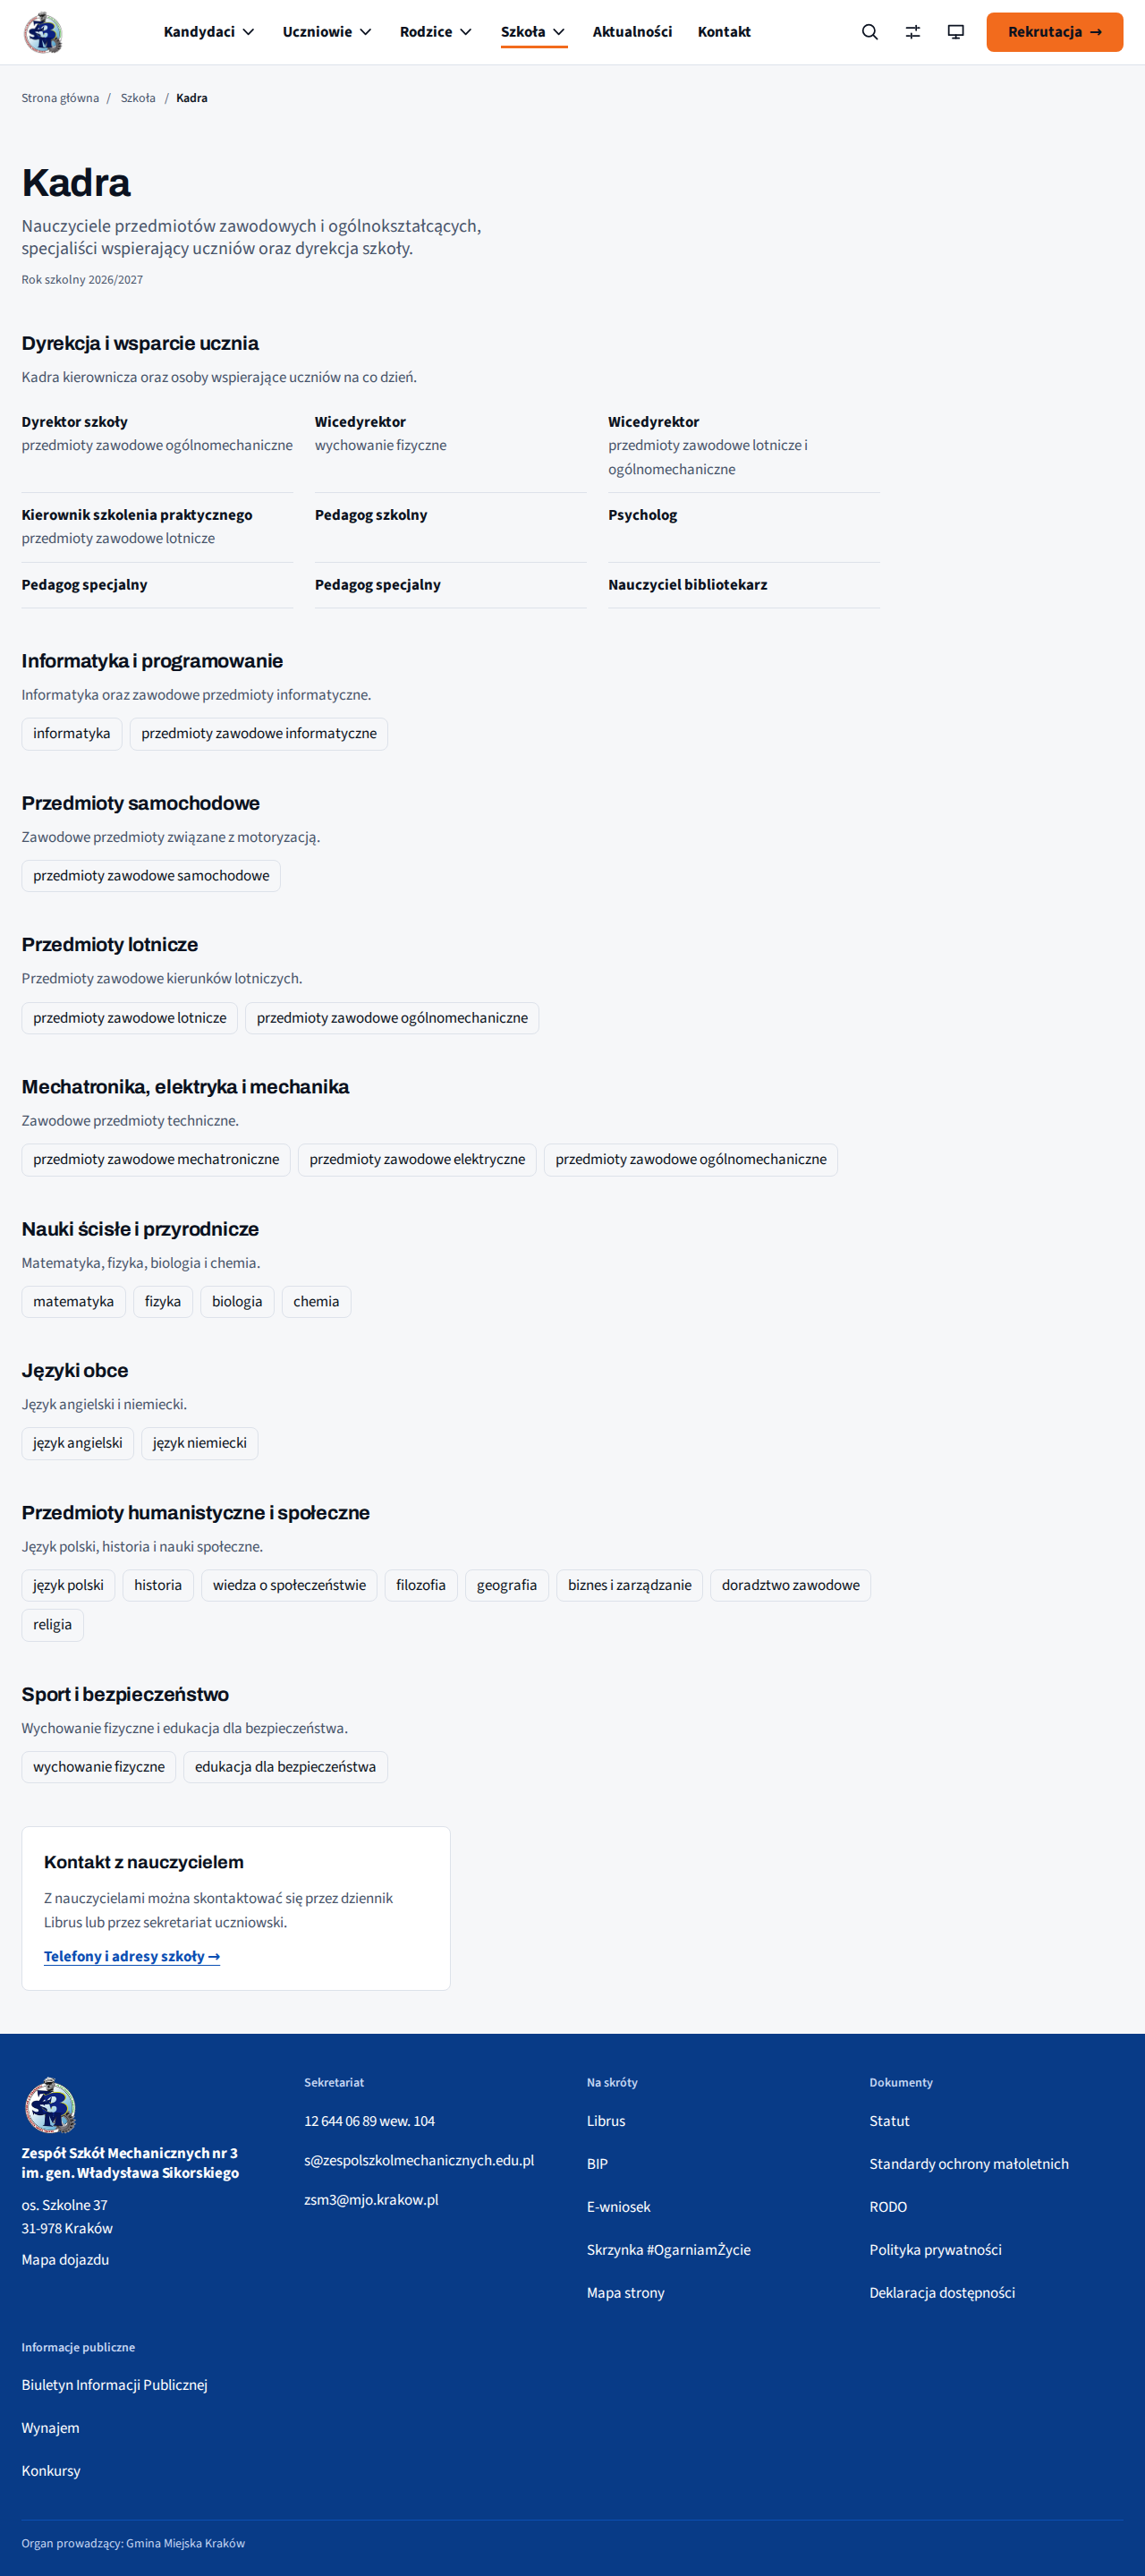 Kandydaci
Uczniowie
Rodzice
Szkoła
Aktualności
Kontakt
Rekrutacja →
Strona główna / Szkoła / Kadra
Kadra
Nauczyciele przedmiotów zawodowych i ogólnokształcących,
specjaliści wspierający uczniów oraz dyrekcja szkoły.
Rok szkolny 2026/2027
Dyrekcja i wsparcie ucznia
Kadra kierownicza oraz osoby wspierające uczniów na co dzień.
Dyrektor szkoły
przedmioty zawodowe ogólnomechaniczne
Wicedyrektor
wychowanie fizyczne
Wicedyrektor
przedmioty zawodowe lotnicze i
ogólnomechaniczne
Kierownik szkolenia praktycznego
przedmioty zawodowe lotnicze
Pedagog szkolny
Psycholog
Pedagog specjalny
Pedagog specjalny
Nauczyciel bibliotekarz
Informatyka i programowanie
Informatyka oraz zawodowe przedmioty informatyczne.
informatyka
przedmioty zawodowe informatyczne
Przedmioty samochodowe
Zawodowe przedmioty związane z motoryzacją.
przedmioty zawodowe samochodowe
Przedmioty lotnicze
Przedmioty zawodowe kierunków lotniczych.
przedmioty zawodowe lotnicze
przedmioty zawodowe ogólnomechaniczne
Mechatronika, elektryka i mechanika
Zawodowe przedmioty techniczne.
przedmioty zawodowe mechatroniczne
przedmioty zawodowe elektryczne
przedmioty zawodowe ogólnomechaniczne
Nauki ścisłe i przyrodnicze
Matematyka, fizyka, biologia i chemia.
matematyka
fizyka
biologia
chemia
Języki obce
Język angielski i niemiecki.
język angielski
język niemiecki
Przedmioty humanistyczne i społeczne
Język polski, historia i nauki społeczne.
język polski
historia
wiedza o społeczeństwie
filozofia
geografia
biznes i zarządzanie
doradztwo zawodowe
religia
Sport i bezpieczeństwo
Wychowanie fizyczne i edukacja dla bezpieczeństwa.
wychowanie fizyczne
edukacja dla bezpieczeństwa
Kontakt z nauczycielem
Z nauczycielami można skontaktować się przez dziennik
Librus lub przez sekretariat uczniowski.
Telefony i adresy szkoły →
Zespół Szkół Mechanicznych nr 3
im. gen. Władysława Sikorskiego
os. Szkolne 37
31-978 Kraków
Mapa dojazdu
Sekretariat
12 644 06 89 wew. 104
s@zespolszkolmechanicznych.edu.pl
zsm3@mjo.krakow.pl
Na skróty
Librus
BIP
E-wniosek
Skrzynka #OgarniamŻycie
Mapa strony
Dokumenty
Statut
Standardy ochrony małoletnich
RODO
Polityka prywatności
Deklaracja dostępności
Informacje publiczne
Biuletyn Informacji Publicznej
Wynajem
Konkursy
Organ prowadzący: Gmina Miejska Kraków